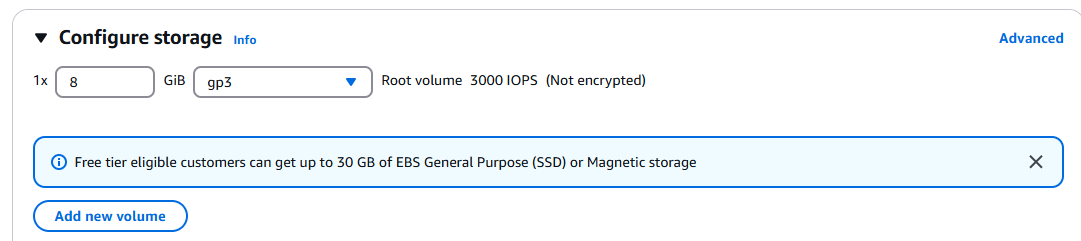 Configure storage Info Advanced
1x 8 GiB gp3 Root volume 3000 IOPS (Not encrypted)
Free tier eligible customers can get up to 30 GB of EBS General Purpose (SSD) or Magnetic storage
Add new volume